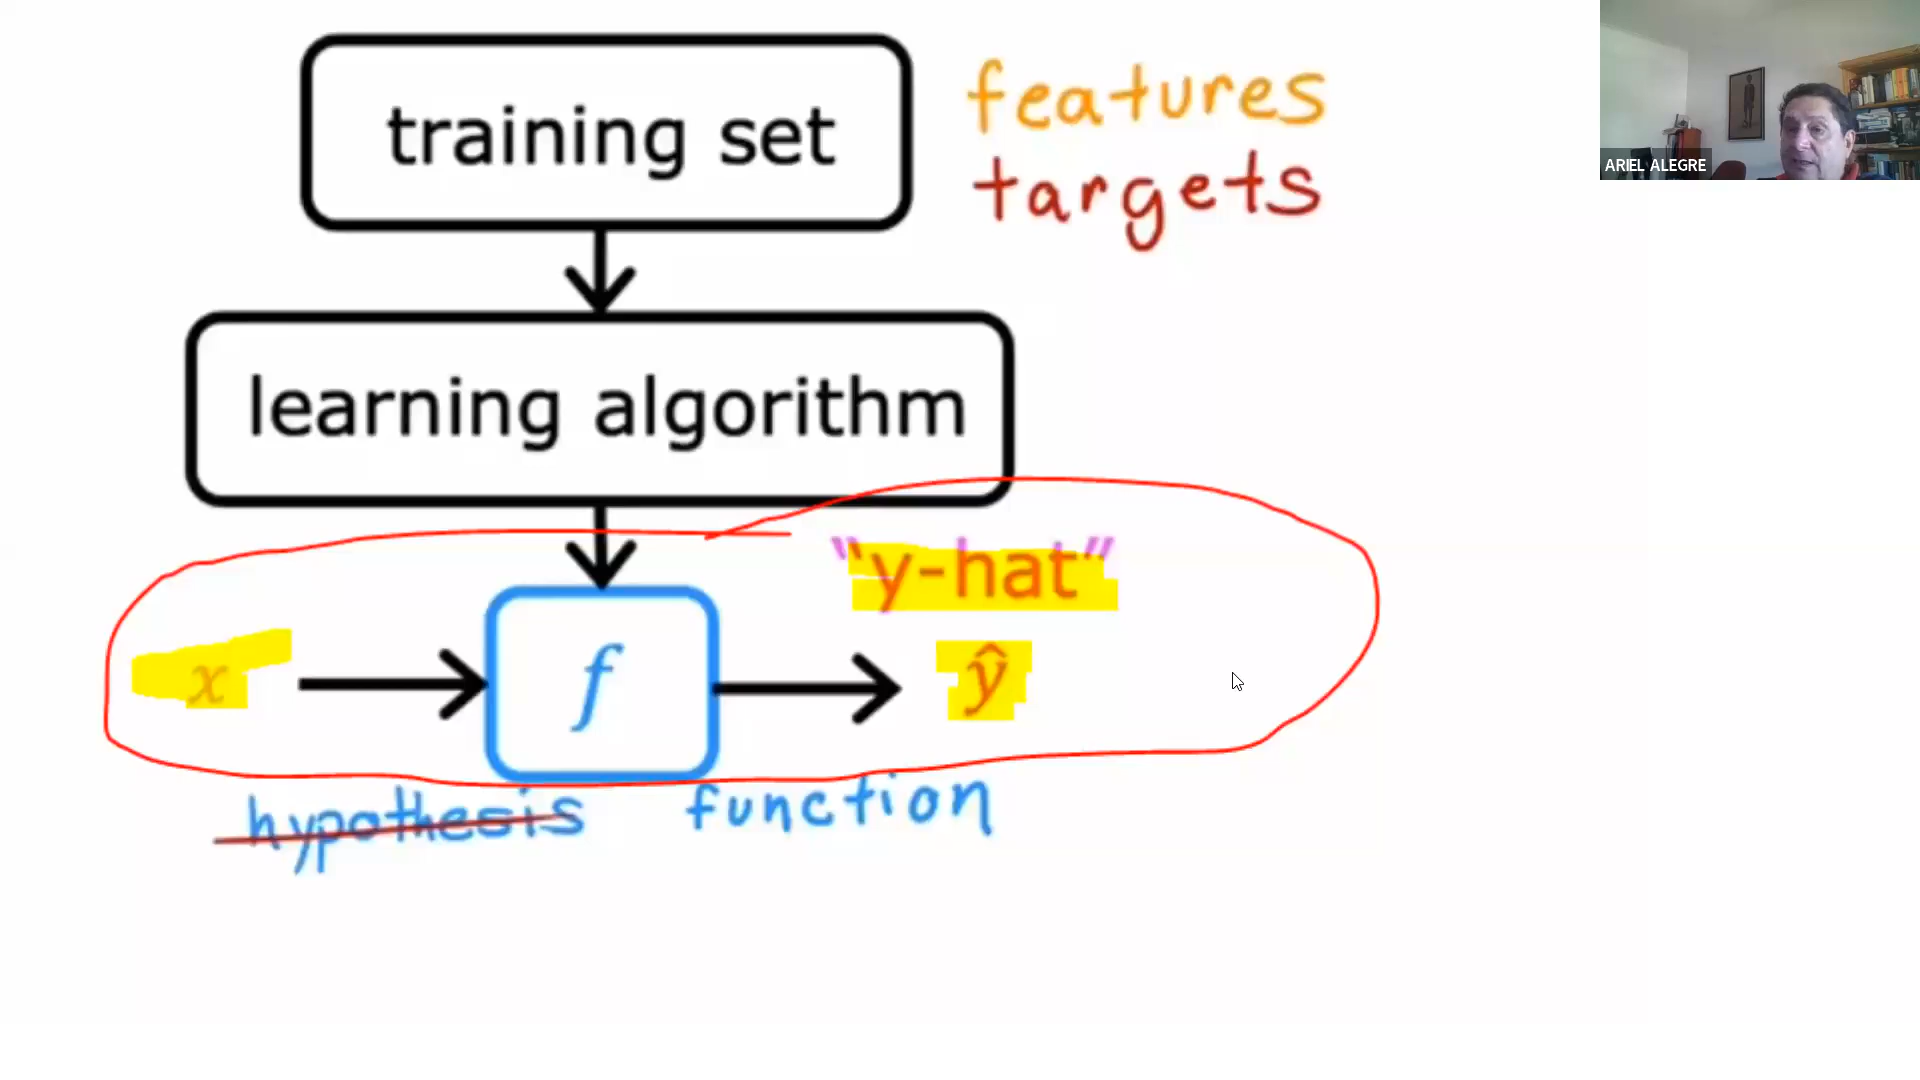 training set
features
targets
ARIEL ALEGRE
learning algorithm
"y-hat"
x
f
ŷ
hypothesis function